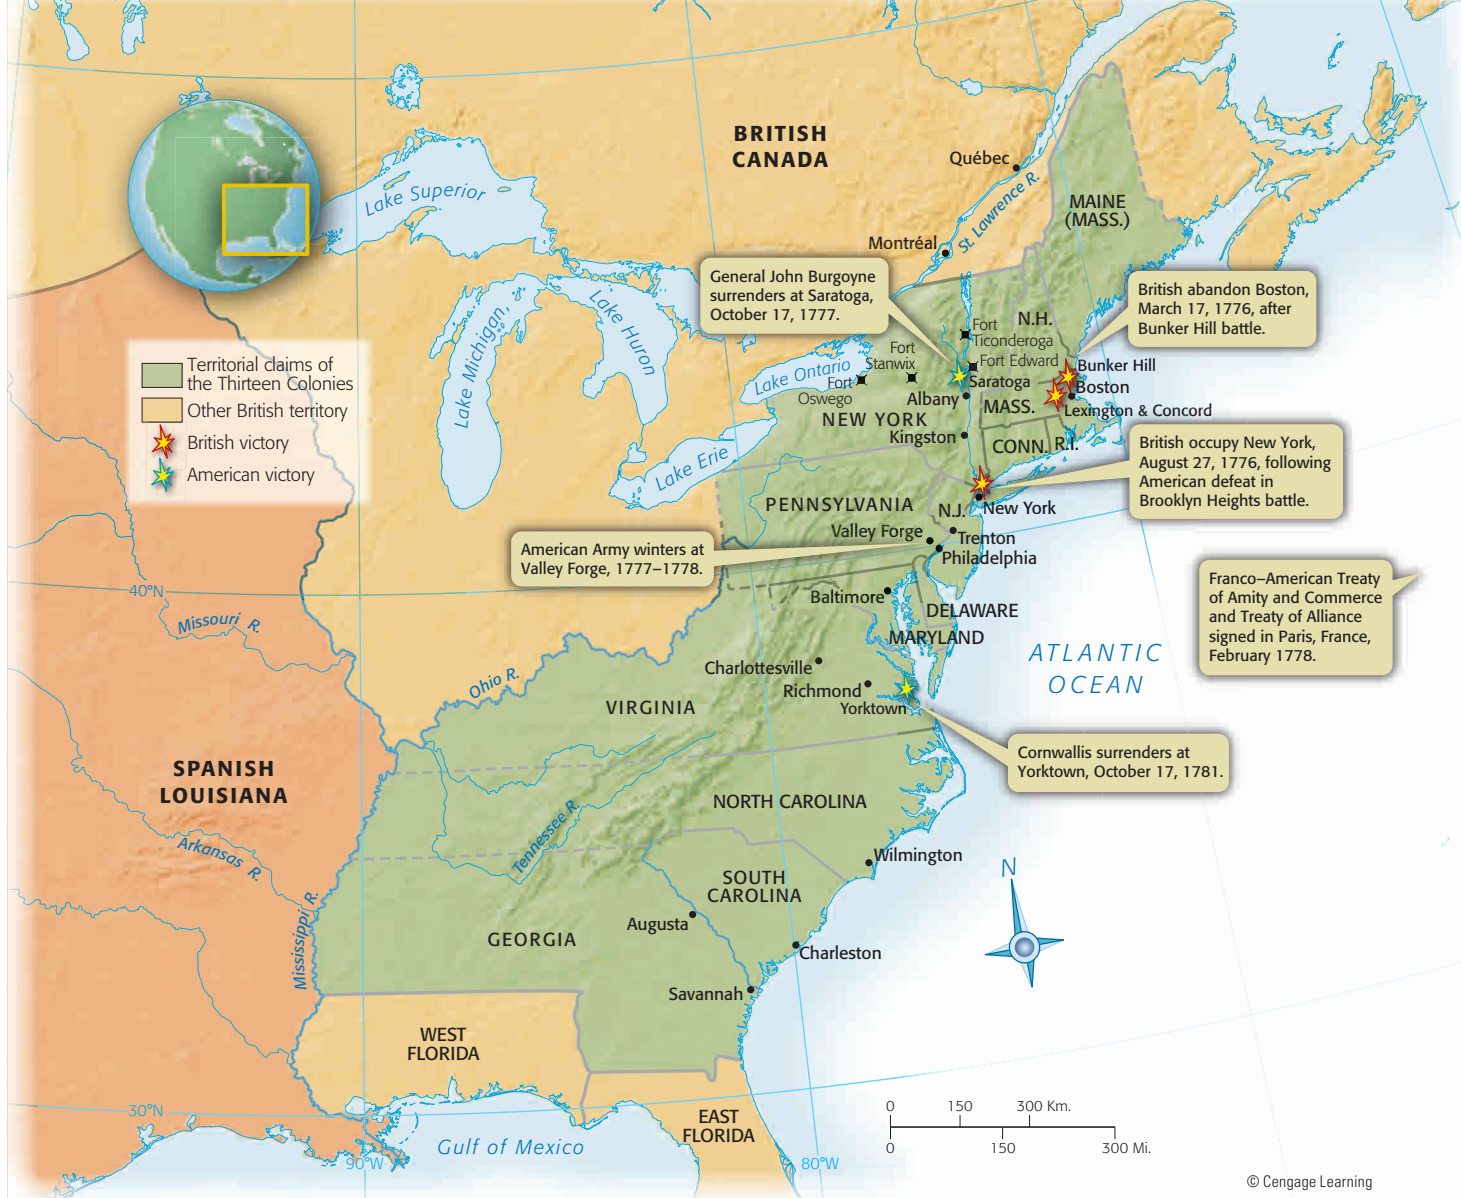 BRITISH
CANADA
Québec
St. Lawrence R.
MAINE
(MASS.)
Montréal
Lake Superior
General John Burgoyne
surrenders at Saratoga,
October 17, 1777.
British abandon Boston,
March 17, 1776, after
Bunker Hill battle.
Lake Michigan
Lake Huron
N.H.
Fort
Ticonderoga
Fort
Stanwix
Fort Edward
Bunker Hill
Territorial claims of
the Thirteen Colonies
Other British territory
British victory
American victory
Lake Ontario
Fort
Oswego
Saratoga
Boston
Albany
MASS.
Lexington & Concord
NEW YORK
Kingston
CONN.
R.I.
British occupy New York,
August 27, 1776, following
American defeat in
Brooklyn Heights battle.
Lake Erie
PENNSYLVANIA
N.J.
New York
Valley Forge
Trenton
Philadelphia
American Army winters at
Valley Forge, 1777–1778.
Franco–American Treaty
of Amity and Commerce
and Treaty of Alliance
signed in Paris, France,
February 1778.
40°N
Missouri R.
Baltimore
DELAWARE
MARYLAND
ATLANTIC
OCEAN
Charlottesville
Ohio R.
Richmond
VIRGINIA
Yorktown
Cornwallis surrenders at
Yorktown, October 17, 1781.
SPANISH
LOUISIANA
NORTH CAROLINA
Tennessee R.
Arkansas R.
Wilmington
N
SOUTH
CAROLINA
Mississippi R.
Augusta
GEORGIA
Charleston
Savannah
WEST
FLORIDA
30°N
EAST
FLORIDA
0 150 300 Km.
0 150 300 Mi.
Gulf of Mexico
90°W
80°W
© Cengage Learning